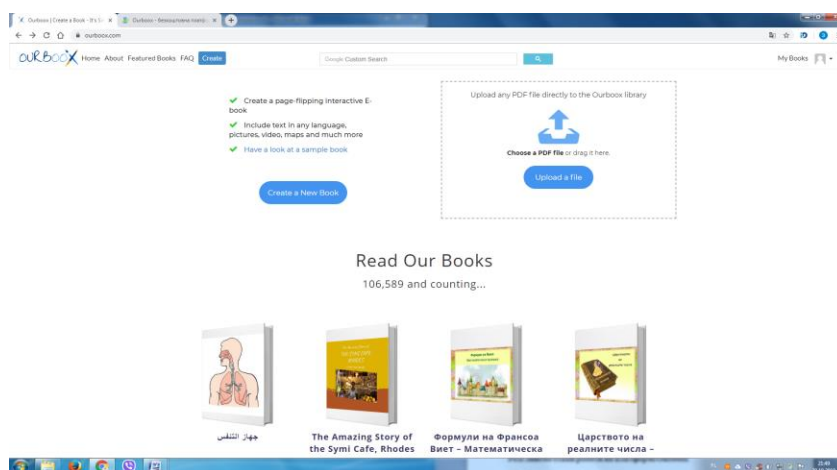 Ourboox | Create a Book - It's
Ourboox - безкоштовна
ourboox.com
OURBOOX Home About Featured Books FAQ Create
Google Custom Search
My Books
Create a page-flipping interactive E-
book
Include text in any language,
pictures, video, maps and much more
Have a look at a sample book
Create a New Book
Upload any PDF file directly to the Ourboox library
Choose a PDF file or drag it here.
Upload a file
Read Our Books
106,589 and counting...
جهاز التنفس
The Amazing Story of
the Symi Cafe, Rhodes
Формули на Франсоа
Виет – Математическа
Царството на
реалните числа –